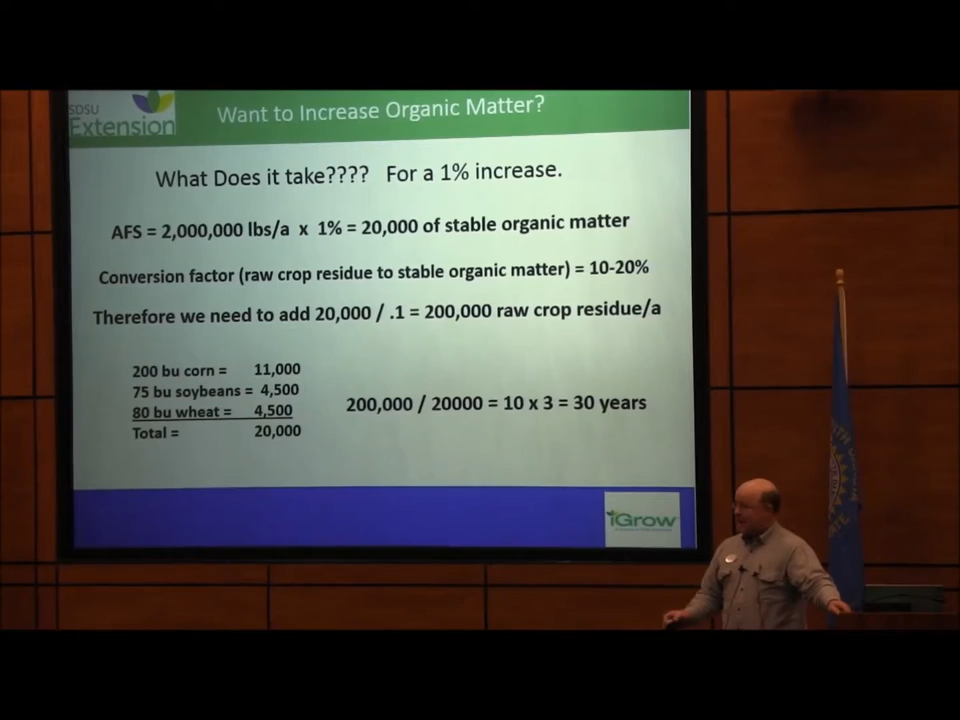 SDSU
Extension
Want to Increase Organic Matter?
What Does it take???? For a 1% increase.
AFS = 2,000,000 lbs/a x 1% = 20,000 of stable organic matter
Conversion factor (raw crop residue to stable organic matter) = 10-20%
Therefore we need to add 20,000 / .1 = 200,000 raw crop residue/a
200 bu corn = 11,000
75 bu soybeans = 4,500
80 bu wheat = 4,500
Total = 20,000
200,000 / 20000 = 10 x 3 = 30 years
iGrow